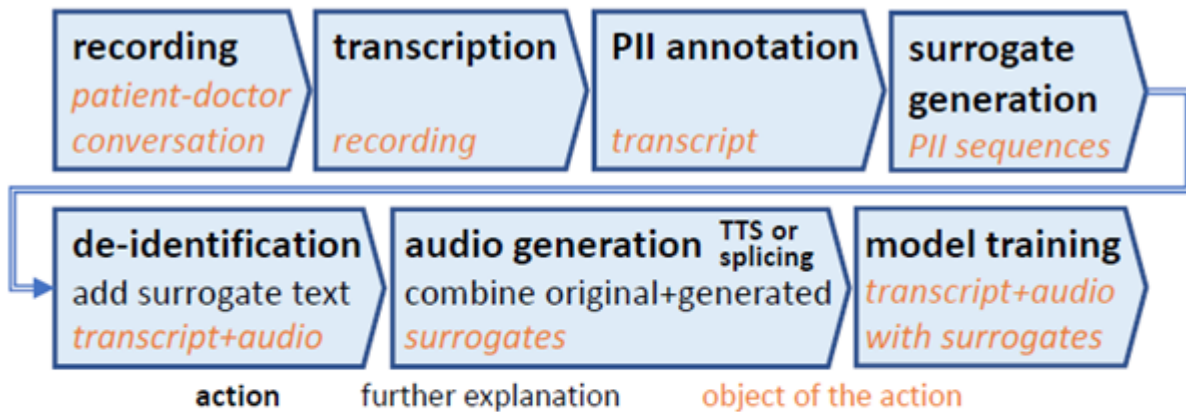 recording
patient-doctor
conversation
transcription
recording
PII annotation
transcript
surrogate
generation
PII sequences
de-identification
add surrogate text
transcript+audio
audio generation TTS or
splicing
combine original+generated
surrogates
model training
transcript+audio
with surrogates
action further explanation object of the action